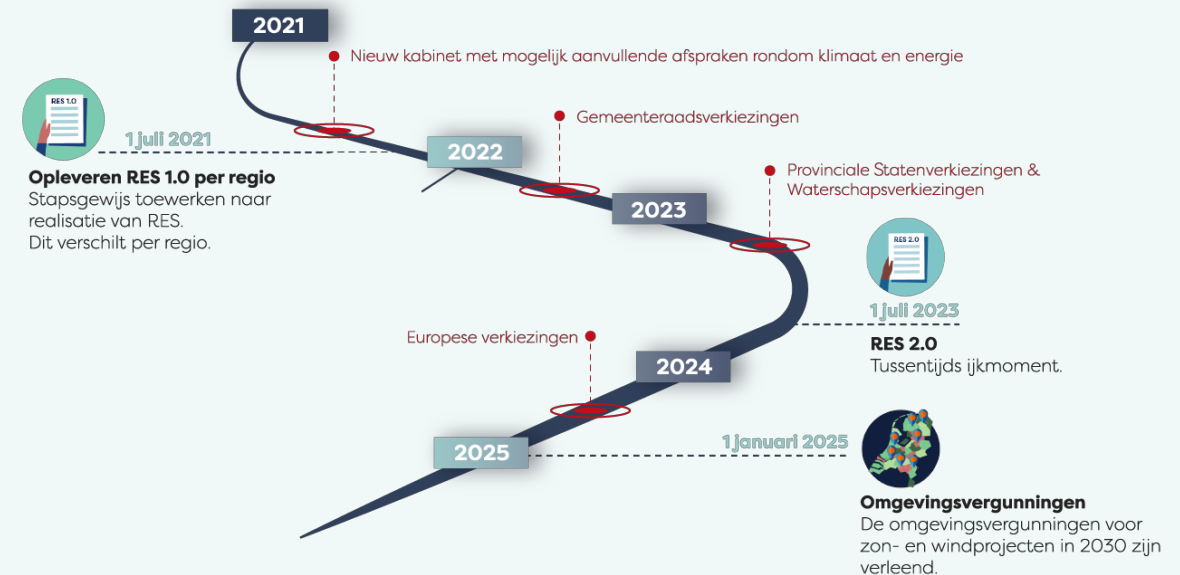 2021
Nieuw kabinet met mogelijk aanvullende afspraken rondom klimaat en energie
RES 1.0
1 juli 2021
Opleveren RES 1.0 per regio
Stapsgewijs toewerken naar
realisatie van RES.
Dit verschilt per regio.
2022
Gemeenteraadsverkiezingen
2023
Provinciale Statenverkiezingen &
Waterschapsverkiezingen
RES 2.0
1 juli 2023
RES 2.0
Tussentijds ijkmoment.
Europese verkiezingen
2024
2025
1 januari 2025
Omgevingsvergunningen
De omgevingsvergunningen voor
zon- en windprojecten in 2030 zijn
verleend.